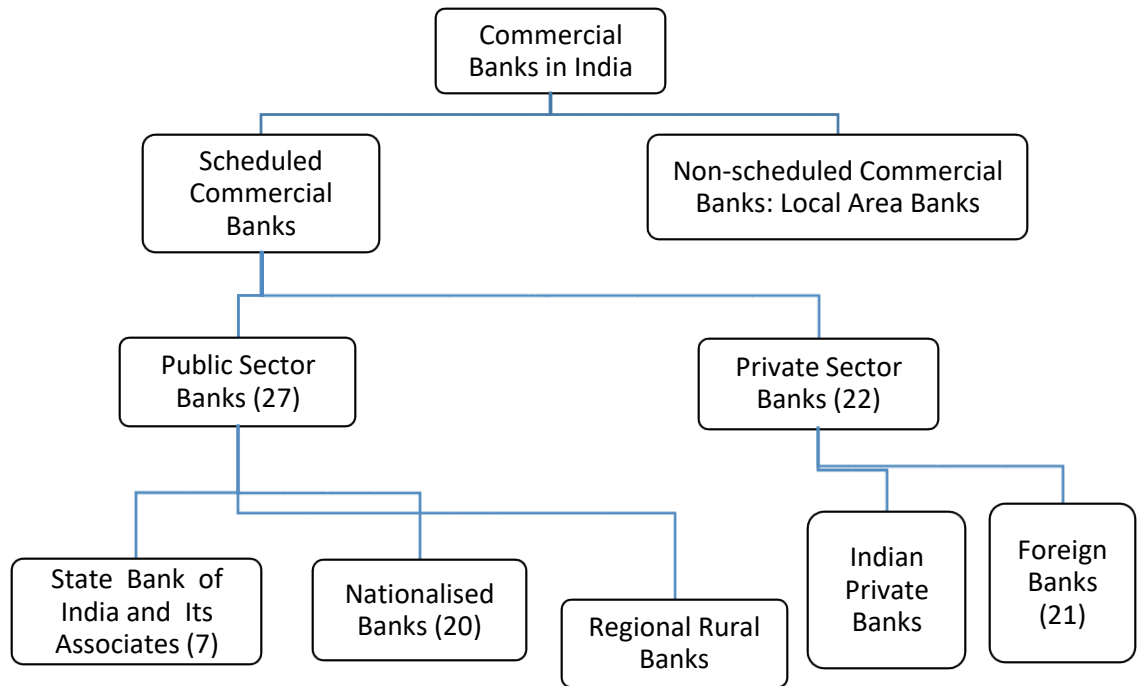 Commercial
Banks in India
Scheduled
Commercial
Banks
Non-scheduled Commercial
Banks: Local Area Banks
Public Sector
Banks (27)
Private Sector
Banks (22)
State Bank of
India and Its
Associates (7)
Nationalised
Banks (20)
Regional Rural
Banks
Indian
Private
Banks
Foreign
Banks
(21)